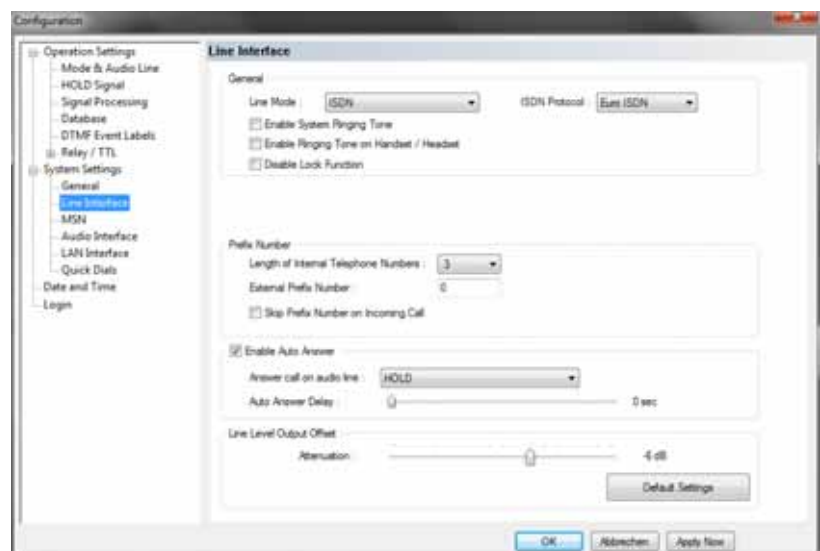 Configuration
Operation Settings
Mode & Audio Line
HOLD Signal
Signal Processing
Database
DTMF Event Labels
Relay / TTL
System Settings
General
Line Interface
MSN
Audio Interface
LAN Interface
Quick Dials
Date and Time
Login
Line Interface
General
Line Mode : ISDN
ISDN Protocol : Euro ISDN
Enable System Ringing Tone
Enable Ringing Tone on Handset / Headset
Disable Lock Function
Prefix Number
Length of Internal Telephone Numbers : 3
External Prefix Number : 0
Skip Prefix Number on Incoming Call
Enable Auto Answer
Answer call on audio line : HOLD
Auto Answer Delay : 0 sec
Line Level Output Offset
Attenuation : -6 dB
Default Settings
OK Abbrechen Apply Now